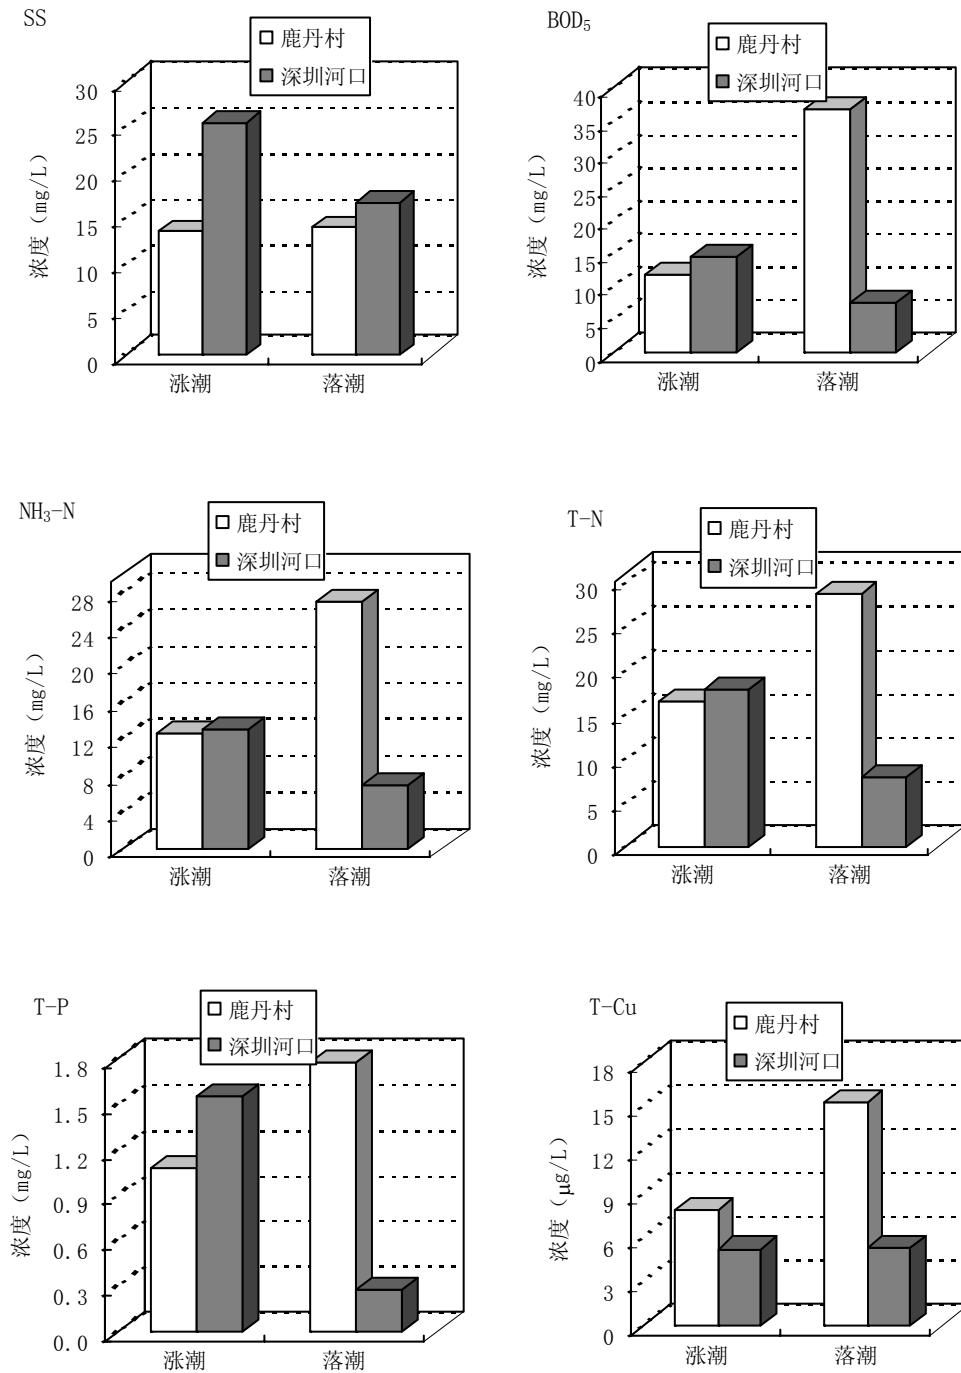 SS
鹿丹村
深圳河口
浓度 (mg/L)
30
25
20
15
10
5
0
涨潮
落潮
BOD₅
鹿丹村
深圳河口
浓度 (mg/L)
40
35
30
25
20
15
10
5
0
涨潮
落潮
NH₃-N
鹿丹村
深圳河口
浓度 (mg/L)
28
24
20
16
12
8
4
0
涨潮
落潮
T-N
鹿丹村
深圳河口
浓度 (mg/L)
30
25
20
15
10
5
0
涨潮
落潮
T-P
鹿丹村
深圳河口
浓度 (mg/L)
1.8
1.5
1.2
0.9
0.6
0.3
0.0
涨潮
落潮
T-Cu
鹿丹村
深圳河口
浓度 (μg/L)
18
15
12
9
6
3
0
涨潮
落潮